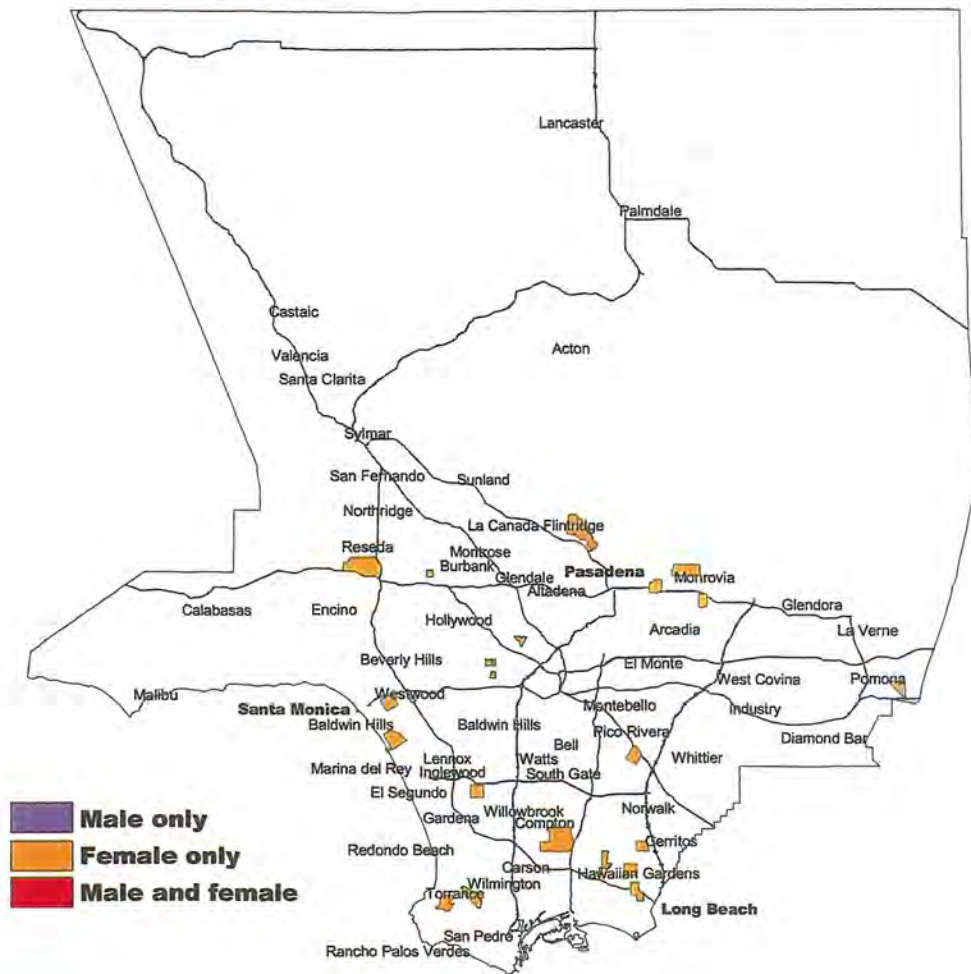 Lancaster
Palmdale
Castaic
Acton
Valencia
Santa Clarita
Sylmar
San Fernando
Sunland
Northridge
La Canada Flintridge
Reseda
Montrose
Burbank
Pasadena
Monrovia
Glendale
Altadena
Calabasas
Encino
Glendora
Hollywood
Arcadia
La Verne
Beverly Hills
El Monte
West Covina
Pomona
Malibu
Westwood
Santa Monica
Montebello
Industry
Baldwin Hills
Baldwin Hills
Pico Rivera
Diamond Bar
Bell
Whittier
Lennox
Watts
Marina del Rey
Inglewood
South Gate
El Segundo
Norwalk
Willowbrook
Gardena
Compton
Male only
Cerritos
Redondo Beach
Female only
Carson
Hawaiian Gardens
Wilmington
Male and female
Torrance
Long Beach
San Pedro
Rancho Palos Verdes